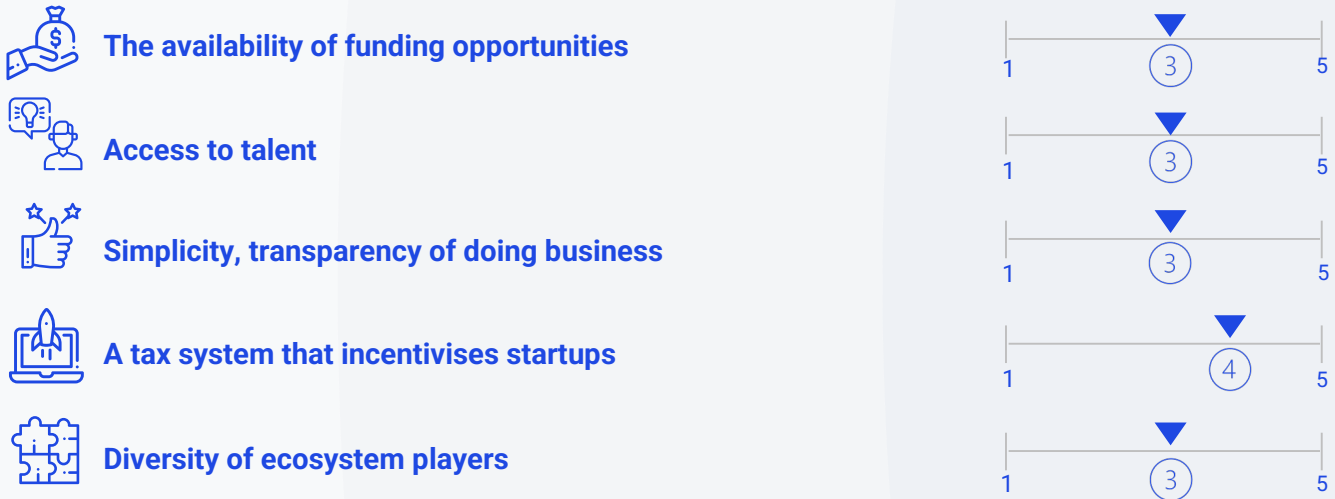 The availability of funding opportunities
1 3 5
Access to talent
1 3 5
Simplicity, transparency of doing business
1 3 5
A tax system that incentivises startups
1 4 5
Diversity of ecosystem players
1 3 5